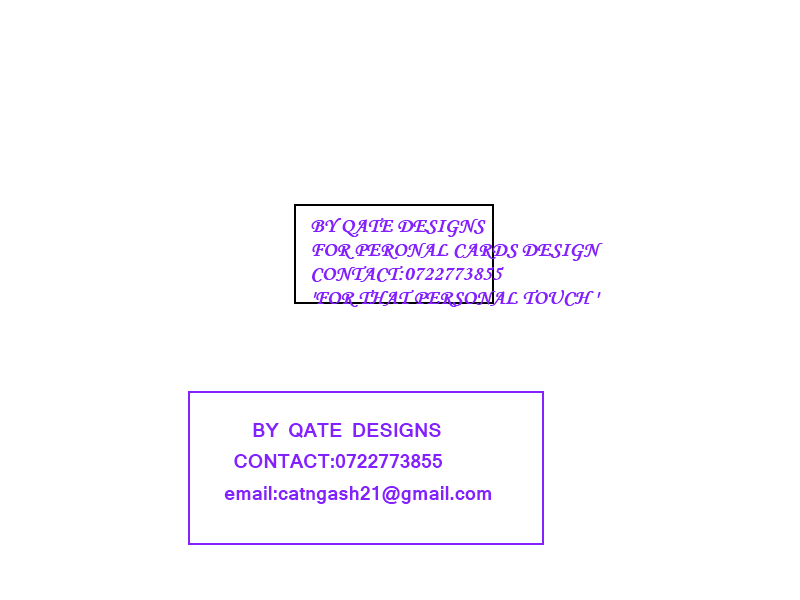 BY QATE DESIGNS
FOR PERONAL CARDS DESIGN
CONTACT:0722773855
'FOR THAT PERSONAL TOUCH '
BY QATE DESIGNS
CONTACT:0722773855
email:catngash21@gmail.com